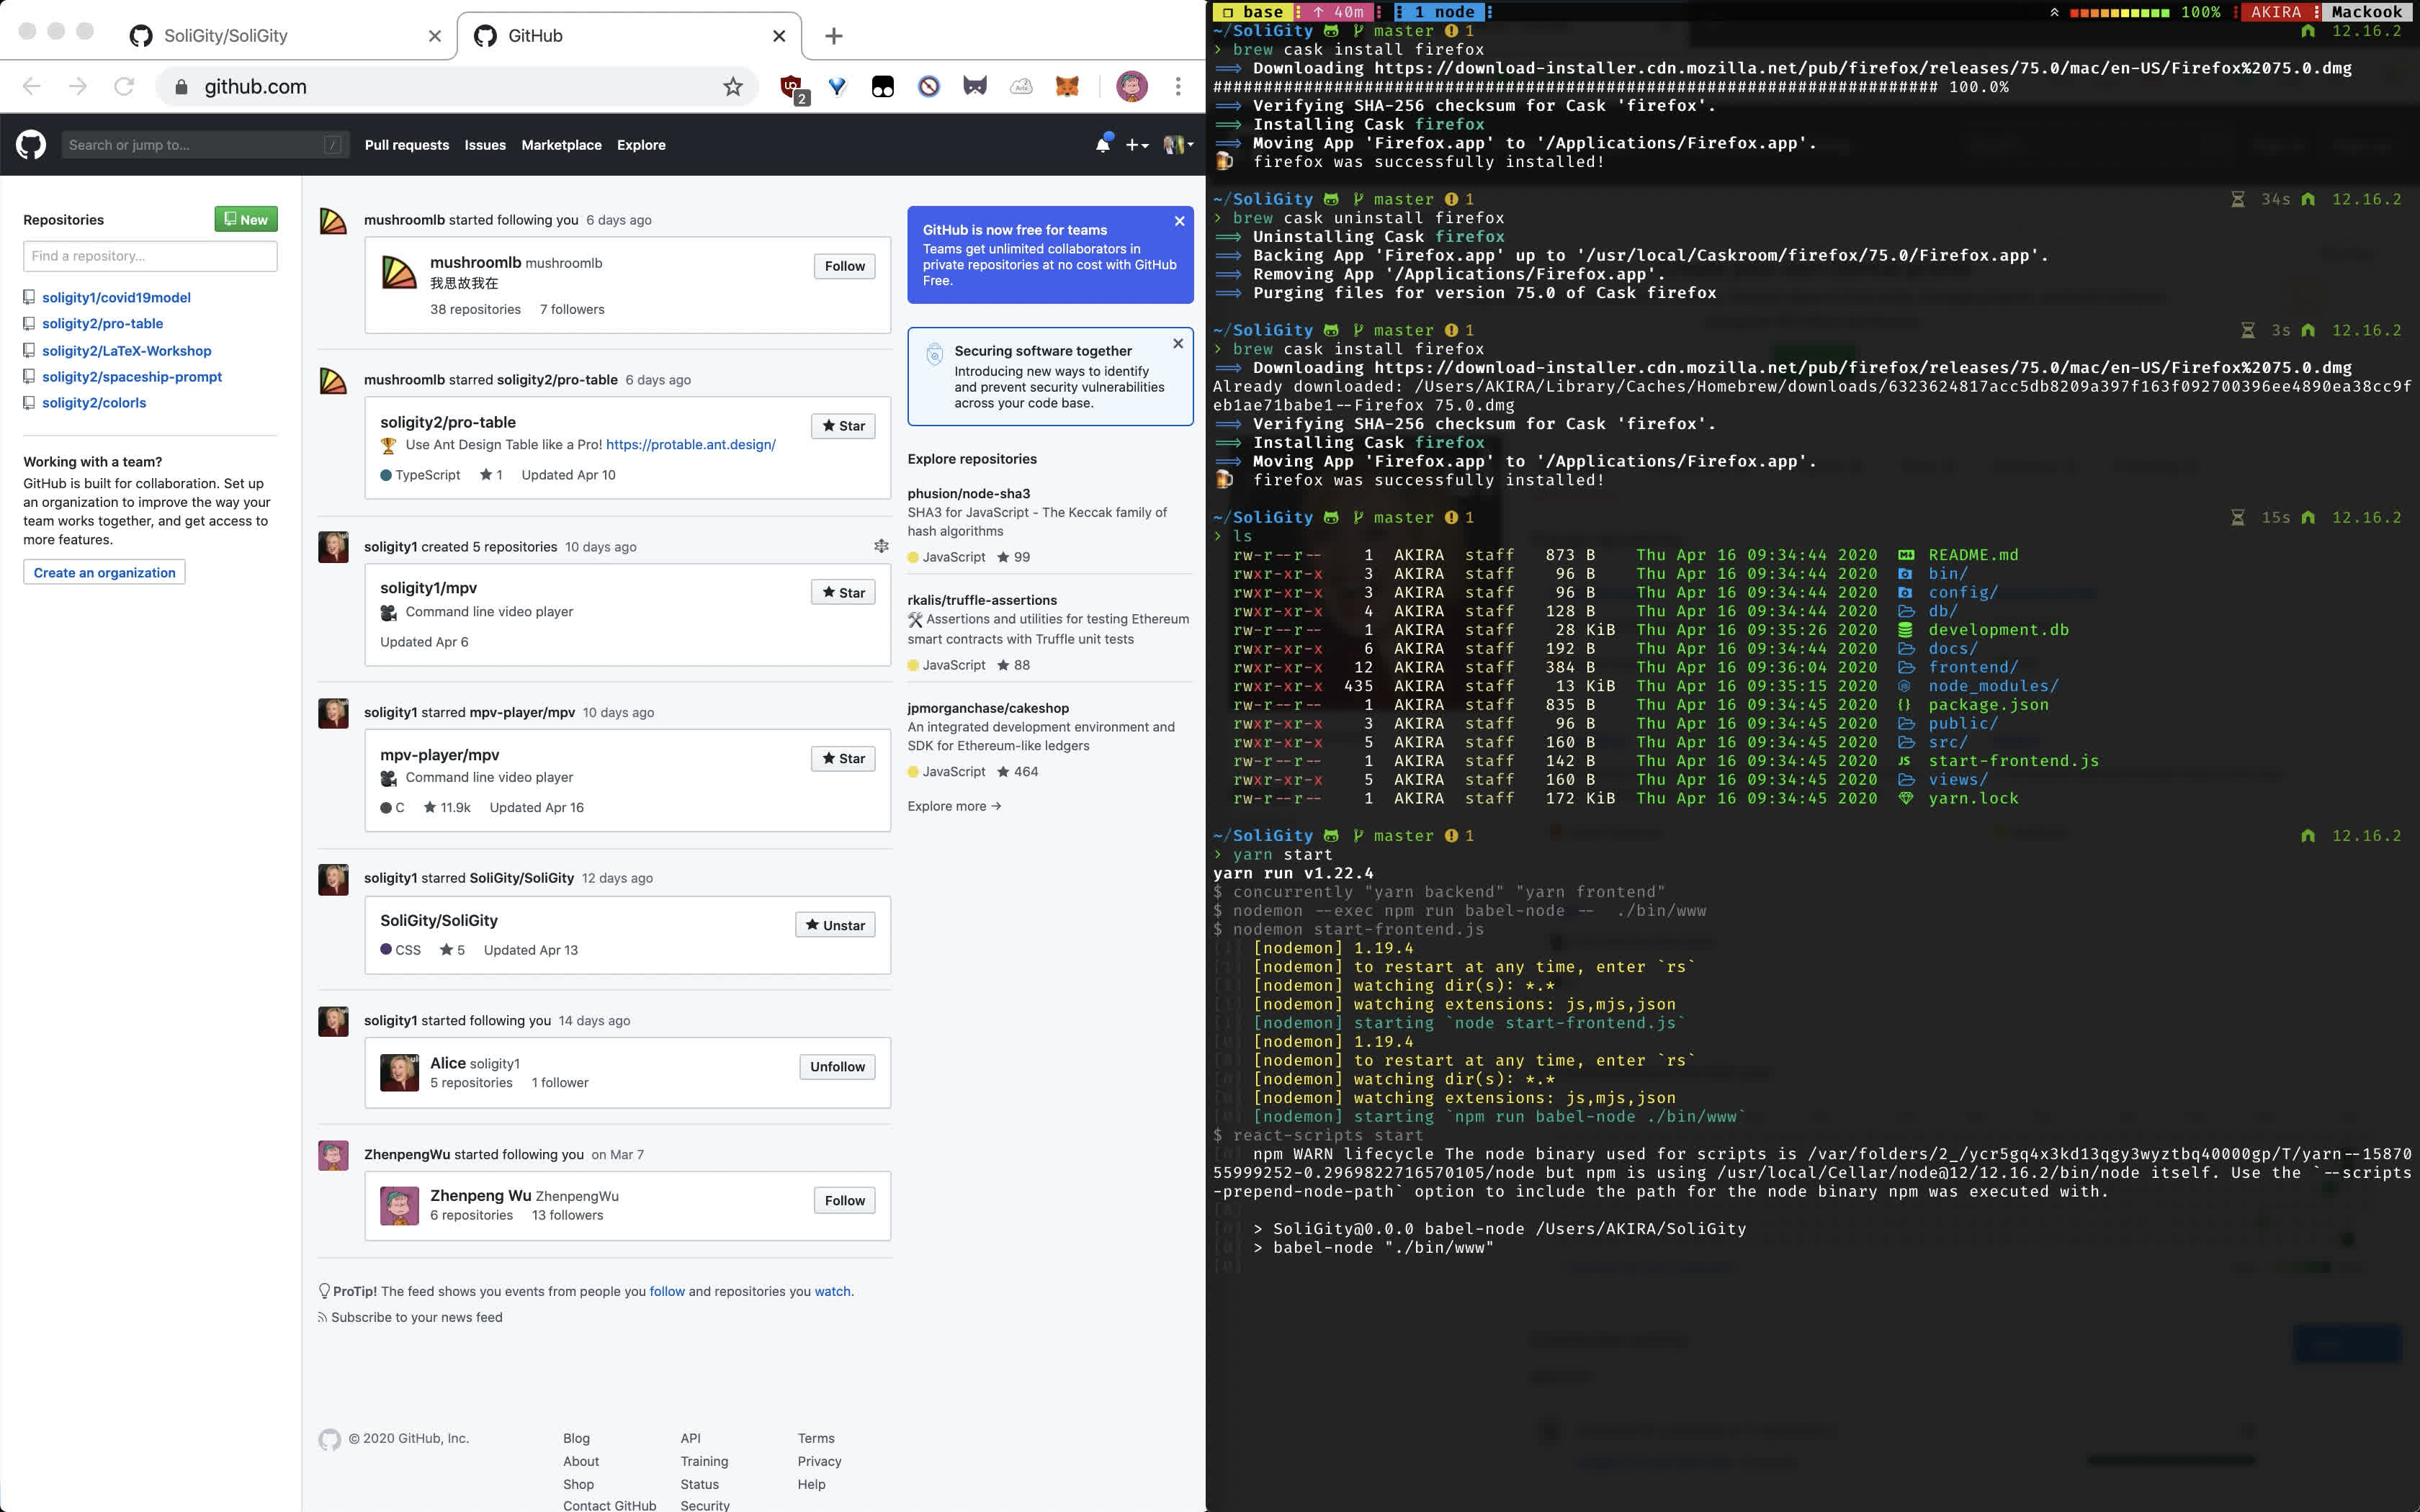 SoliGity/SoliGity
GitHub
github.com
2
Search or jump to...
/
Pull requests Issues Marketplace Explore
Repositories
New
Find a repository...
soligity1/covid19model
soligity2/pro-table
soligity2/LaTeX-Workshop
soligity2/spaceship-prompt
soligity2/colorls
Working with a team?
GitHub is built for collaboration. Set up
an organization to improve the way your
team works together, and get access to
more features.
Create an organization
mushroomlb started following you 6 days ago
mushroomlb mushroomlb
我思故我在
38 repositories 7 followers
Follow
mushroomlb starred soligity2/pro-table 6 days ago
soligity2/pro-table
Star
Use Ant Design Table like a Pro! https://protable.ant.design/
TypeScript 1 Updated Apr 10
soligity1 created 5 repositories 10 days ago
soligity1/mpv
Star
Command line video player
Updated Apr 6
soligity1 starred mpv-player/mpv 10 days ago
mpv-player/mpv
Star
Command line video player
C 11.9k Updated Apr 16
soligity1 starred SoliGity/SoliGity 12 days ago
SoliGity/SoliGity
Unstar
CSS 5 Updated Apr 13
soligity1 started following you 14 days ago
Alice soligity1
5 repositories 1 follower
Unfollow
ZhenpengWu started following you on Mar 7
Zhenpeng Wu ZhenpengWu
6 repositories 13 followers
Follow
ProTip! The feed shows you events from people you follow and repositories you watch.
Subscribe to your news feed
GitHub is now free for teams
Teams get unlimited collaborators in
private repositories at no cost with GitHub
Free.
Securing software together
Introducing new ways to identify
and prevent security vulnerabilities
across your code base.
Explore repositories
phusion/node-sha3
SHA3 for JavaScript - The Keccak family of
hash algorithms
JavaScript 99
rkalis/truffle-assertions
Assertions and utilities for testing Ethereum
smart contracts with Truffle unit tests
JavaScript 88
jpmorganchase/cakeshop
An integrated development environment and
SDK for Ethereum-like ledgers
JavaScript 464
Explore more →
© 2020 GitHub, Inc.
Blog API Terms
About Training Privacy
Shop Status Help
Contact GitHub Security
base ↑ 40m 1 node 100% AKIRA Mackook
~/SoliGity master 1 12.16.2
> brew cask install firefox
==> Downloading https://download-installer.cdn.mozilla.net/pub/firefox/releases/75.0/mac/en-US/Firefox%2075.0.dmg
######################################################################## 100.0%
==> Verifying SHA-256 checksum for Cask 'firefox'.
==> Installing Cask firefox
==> Moving App 'Firefox.app' to '/Applications/Firefox.app'.
🍺 firefox was successfully installed!
~/SoliGity master 1 34s 12.16.2
> brew cask uninstall firefox
==> Uninstalling Cask firefox
==> Backing App 'Firefox.app' up to '/usr/local/Caskroom/firefox/75.0/Firefox.app'.
==> Removing App '/Applications/Firefox.app'.
==> Purging files for version 75.0 of Cask firefox
~/SoliGity master 1 3s 12.16.2
> brew cask install firefox
==> Downloading https://download-installer.cdn.mozilla.net/pub/firefox/releases/75.0/mac/en-US/Firefox%2075.0.dmg
Already downloaded: /Users/AKIRA/Library/Caches/Homebrew/downloads/6323624817acc5db8209a397f163f092700396ee4890ea38cc9f
eb1ae71babe1--Firefox 75.0.dmg
==> Verifying SHA-256 checksum for Cask 'firefox'.
==> Installing Cask firefox
==> Moving App 'Firefox.app' to '/Applications/Firefox.app'.
🍺 firefox was successfully installed!
~/SoliGity master 1 15s 12.16.2
> ls
rw-r--r-- 1 AKIRA staff 873 B Thu Apr 16 09:34:44 2020 README.md
rwxr-xr-x 3 AKIRA staff 96 B Thu Apr 16 09:34:44 2020 bin/
rwxr-xr-x 3 AKIRA staff 96 B Thu Apr 16 09:34:44 2020 config/
rwxr-xr-x 4 AKIRA staff 128 B Thu Apr 16 09:34:44 2020 db/
rw-r--r-- 1 AKIRA staff 28 KiB Thu Apr 16 09:35:26 2020 development.db
rwxr-xr-x 6 AKIRA staff 192 B Thu Apr 16 09:34:44 2020 docs/
rwxr-xr-x 12 AKIRA staff 384 B Thu Apr 16 09:36:04 2020 frontend/
rwxr-xr-x 435 AKIRA staff 13 KiB Thu Apr 16 09:35:15 2020 node_modules/
rw-r--r-- 1 AKIRA staff 835 B Thu Apr 16 09:34:45 2020 {} package.json
rwxr-xr-x 3 AKIRA staff 96 B Thu Apr 16 09:34:45 2020 public/
rwxr-xr-x 5 AKIRA staff 160 B Thu Apr 16 09:34:45 2020 src/
rw-r--r-- 1 AKIRA staff 142 B Thu Apr 16 09:34:45 2020 JS start-frontend.js
rwxr-xr-x 5 AKIRA staff 160 B Thu Apr 16 09:34:45 2020 views/
rw-r--r-- 1 AKIRA staff 172 KiB Thu Apr 16 09:34:45 2020 yarn.lock
~/SoliGity master 1 12.16.2
> yarn start
yarn run v1.22.4
$ concurrently "yarn backend" "yarn frontend"
$ nodemon --exec npm run babel-node -- ./bin/www
$ nodemon start-frontend.js
[1] [nodemon] 1.19.4
[1] [nodemon] to restart at any time, enter `rs`
[1] [nodemon] watching dir(s): *.*
[1] [nodemon] watching extensions: js,mjs,json
[1] [nodemon] starting `node start-frontend.js`
[0] [nodemon] 1.19.4
[0] [nodemon] to restart at any time, enter `rs`
[0] [nodemon] watching dir(s): *.*
[0] [nodemon] watching extensions: js,mjs,json
[0] [nodemon] starting `npm run babel-node ./bin/www`
$ react-scripts start
[0] npm WARN lifecycle The node binary used for scripts is /var/folders/2_/ycr5gq4x3kd13qgy3wyztbq40000gp/T/yarn--15870
55999252-0.2969822716570105/node but npm is using /usr/local/Cellar/node@12/12.16.2/bin/node itself. Use the `--scripts
-prepend-node-path` option to include the path for the node binary npm was executed with.
[0]
[0] > SoliGity@0.0.0 babel-node /Users/AKIRA/SoliGity
[0] > babel-node "./bin/www"
[0]